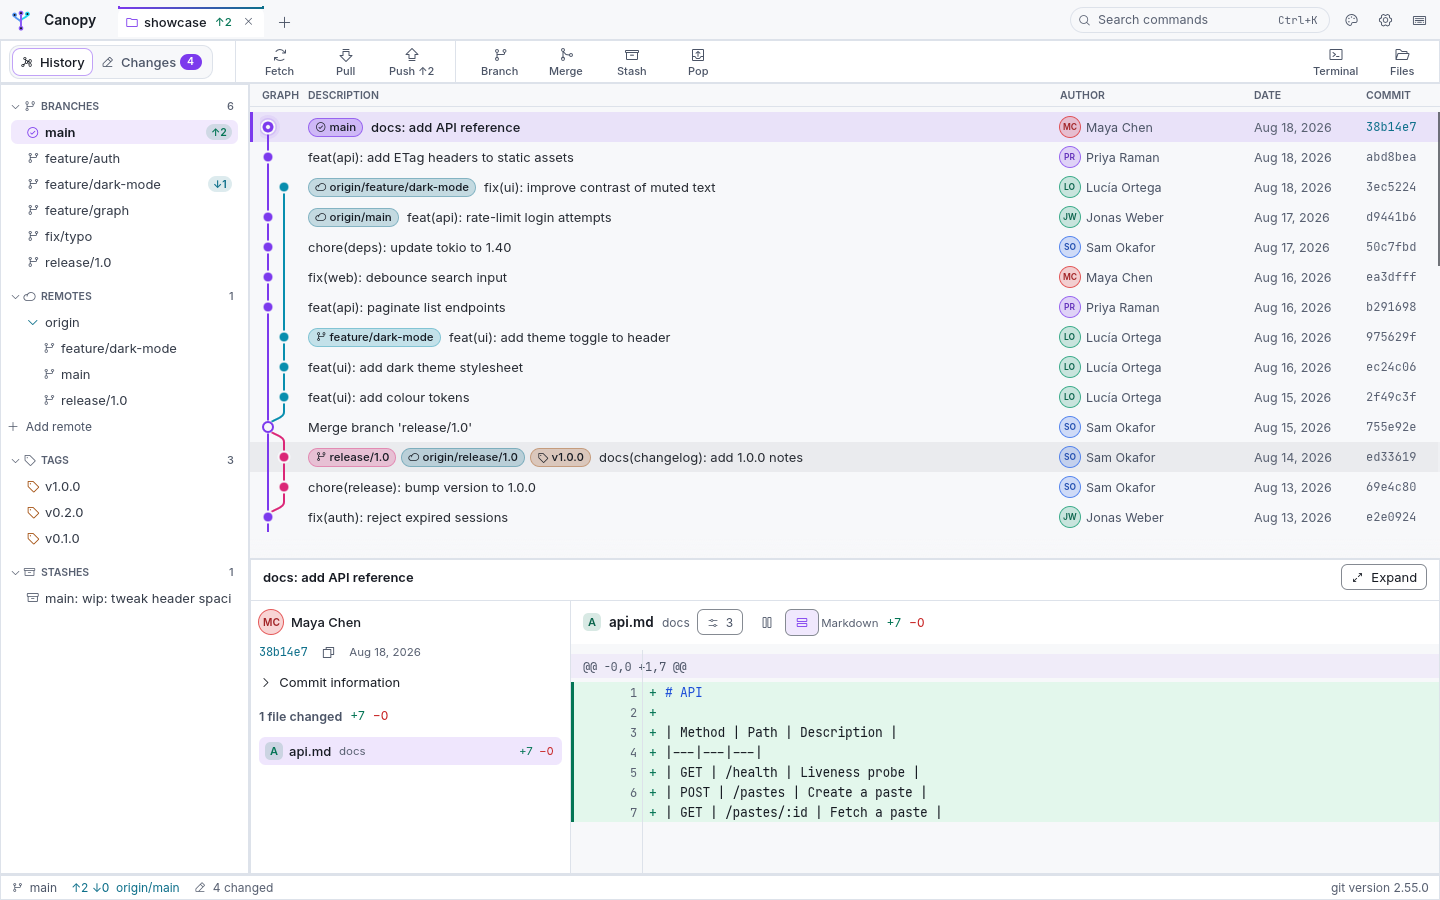 Canopy
showcase ↑2
Search commands Ctrl+K
History Changes 4
Fetch Pull Push ↑2 Branch Merge Stash Pop Terminal Files
BRANCHES 6
main ↑2
feature/auth
feature/dark-mode ↓1
feature/graph
fix/typo
release/1.0
REMOTES 1
origin
feature/dark-mode
main
release/1.0
Add remote
TAGS 3
v1.0.0
v0.2.0
v0.1.0
STASHES 1
main: wip: tweak header spaci
GRAPH DESCRIPTION AUTHOR DATE COMMIT
main docs: add API reference MC Maya Chen Aug 18, 2026 38b14e7
feat(api): add ETag headers to static assets PR Priya Raman Aug 18, 2026 abd8bea
origin/feature/dark-mode fix(ui): improve contrast of muted text LO Lucía Ortega Aug 18, 2026 3ec5224
origin/main feat(api): rate-limit login attempts JW Jonas Weber Aug 17, 2026 d9441b6
chore(deps): update tokio to 1.40 SO Sam Okafor Aug 17, 2026 50c7fbd
fix(web): debounce search input MC Maya Chen Aug 16, 2026 ea3dfff
feat(api): paginate list endpoints PR Priya Raman Aug 16, 2026 b291698
feature/dark-mode feat(ui): add theme toggle to header LO Lucía Ortega Aug 16, 2026 975629f
feat(ui): add dark theme stylesheet LO Lucía Ortega Aug 16, 2026 ec24c06
feat(ui): add colour tokens LO Lucía Ortega Aug 15, 2026 2f49c3f
Merge branch 'release/1.0' SO Sam Okafor Aug 15, 2026 755e92e
release/1.0 origin/release/1.0 v1.0.0 docs(changelog): add 1.0.0 notes SO Sam Okafor Aug 14, 2026 ed33619
chore(release): bump version to 1.0.0 SO Sam Okafor Aug 13, 2026 69e4c80
fix(auth): reject expired sessions JW Jonas Weber Aug 13, 2026 e2e0924
docs: add API reference Expand
MC Maya Chen
38b14e7 Aug 18, 2026
Commit information
1 file changed +7 −0
A api.md docs +7 −0
A api.md docs 3 Markdown +7 −0
@@ -0,0 +1,7 @@
1 + # API
2 +
3 + | Method | Path | Description |
4 + |---|---|---|
5 + | GET | /health | Liveness probe |
6 + | POST | /pastes | Create a paste |
7 + | GET | /pastes/:id | Fetch a paste |
main ↑2 ↓0 origin/main 4 changed git version 2.55.0